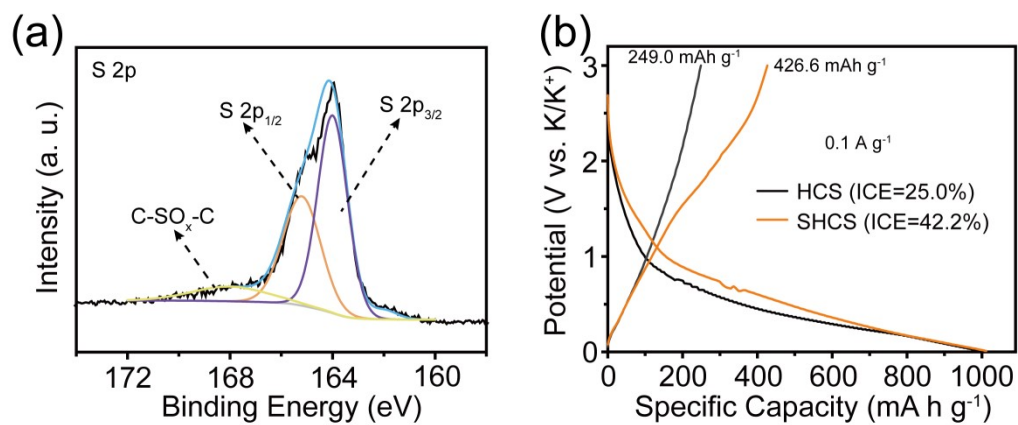 (a)
S 2p
S 2p1/2
S 2p3/2
C-SOx-C
Intensity (a. u.)
172
168
164
160
Binding Energy (eV)
(b)
249.0 mAh g-1
426.6 mAh g-1
0.1 A g-1
HCS (ICE=25.0%)
SHCS (ICE=42.2%)
Potential (V vs. K/K+)
3
2
1
0
0
200
400
600
800
1000
Specific Capacity (mA h g-1)